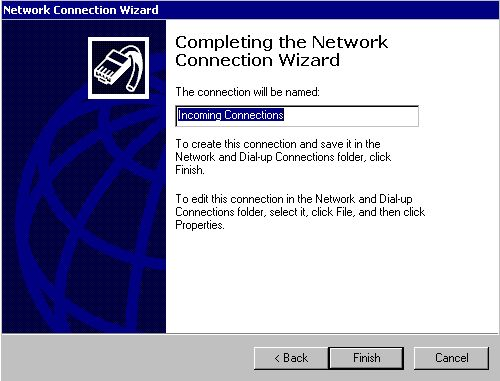 Network Connection Wizard
Completing the Network
Connection Wizard
The connection will be named:
Incoming Connections
To create this connection and save it in the
Network and Dial-up Connections folder, click
Finish.
To edit this connection in the Network and Dial-up
Connections folder, select it, click File, and then click
Properties.
< Back
Finish
Cancel